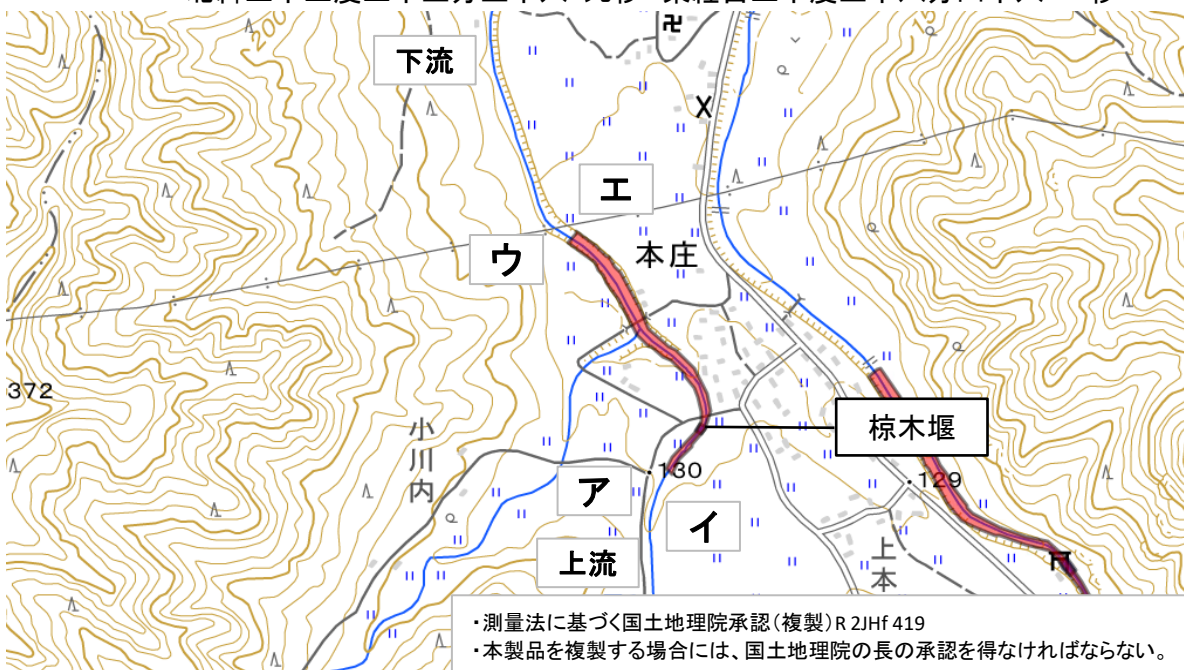 下流
エ
ウ
本庄
372
椋木堰
小川内
130
129
ア
イ
上流
上本
・測量法に基づく国土地理院承認(複製)R 2JHf 419
・本製品を複製する場合には、国土地理院の長の承認を得なければならない。